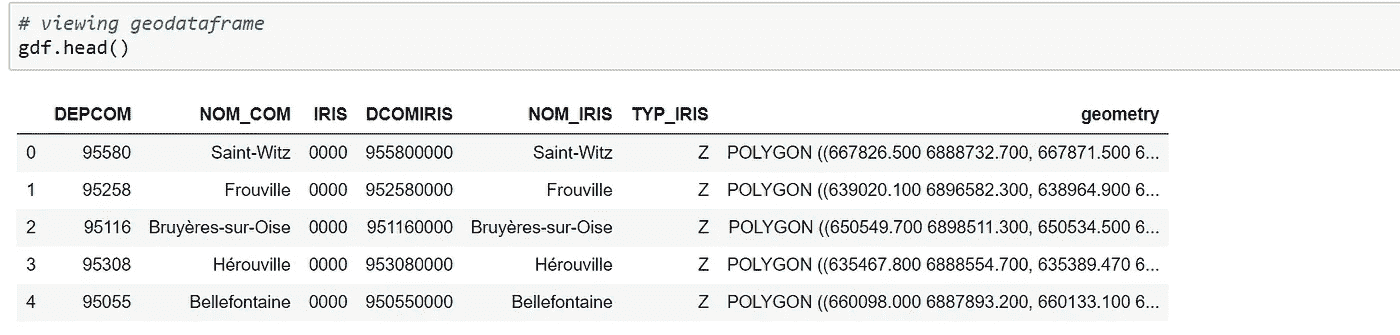 # viewing geodataframe
gdf.head()
DEPCOM NOM_COM IRIS DCOMIRIS NOM_IRIS TYP_IRIS geometry
0 95580 Saint-Witz 0000 955800000 Saint-Witz Z POLYGON ((667826.500 6888732.700, 667871.500 6...
1 95258 Frouville 0000 952580000 Frouville Z POLYGON ((639020.100 6896582.300, 638964.900 6...
2 95116 Bruyères-sur-Oise 0000 951160000 Bruyères-sur-Oise Z POLYGON ((650549.700 6898511.300, 650534.500 6...
3 95308 Hérouville 0000 953080000 Hérouville Z POLYGON ((635467.800 6888554.700, 635389.470 6...
4 95055 Bellefontaine 0000 950550000 Bellefontaine Z POLYGON ((660098.000 6887893.200, 660133.100 6...